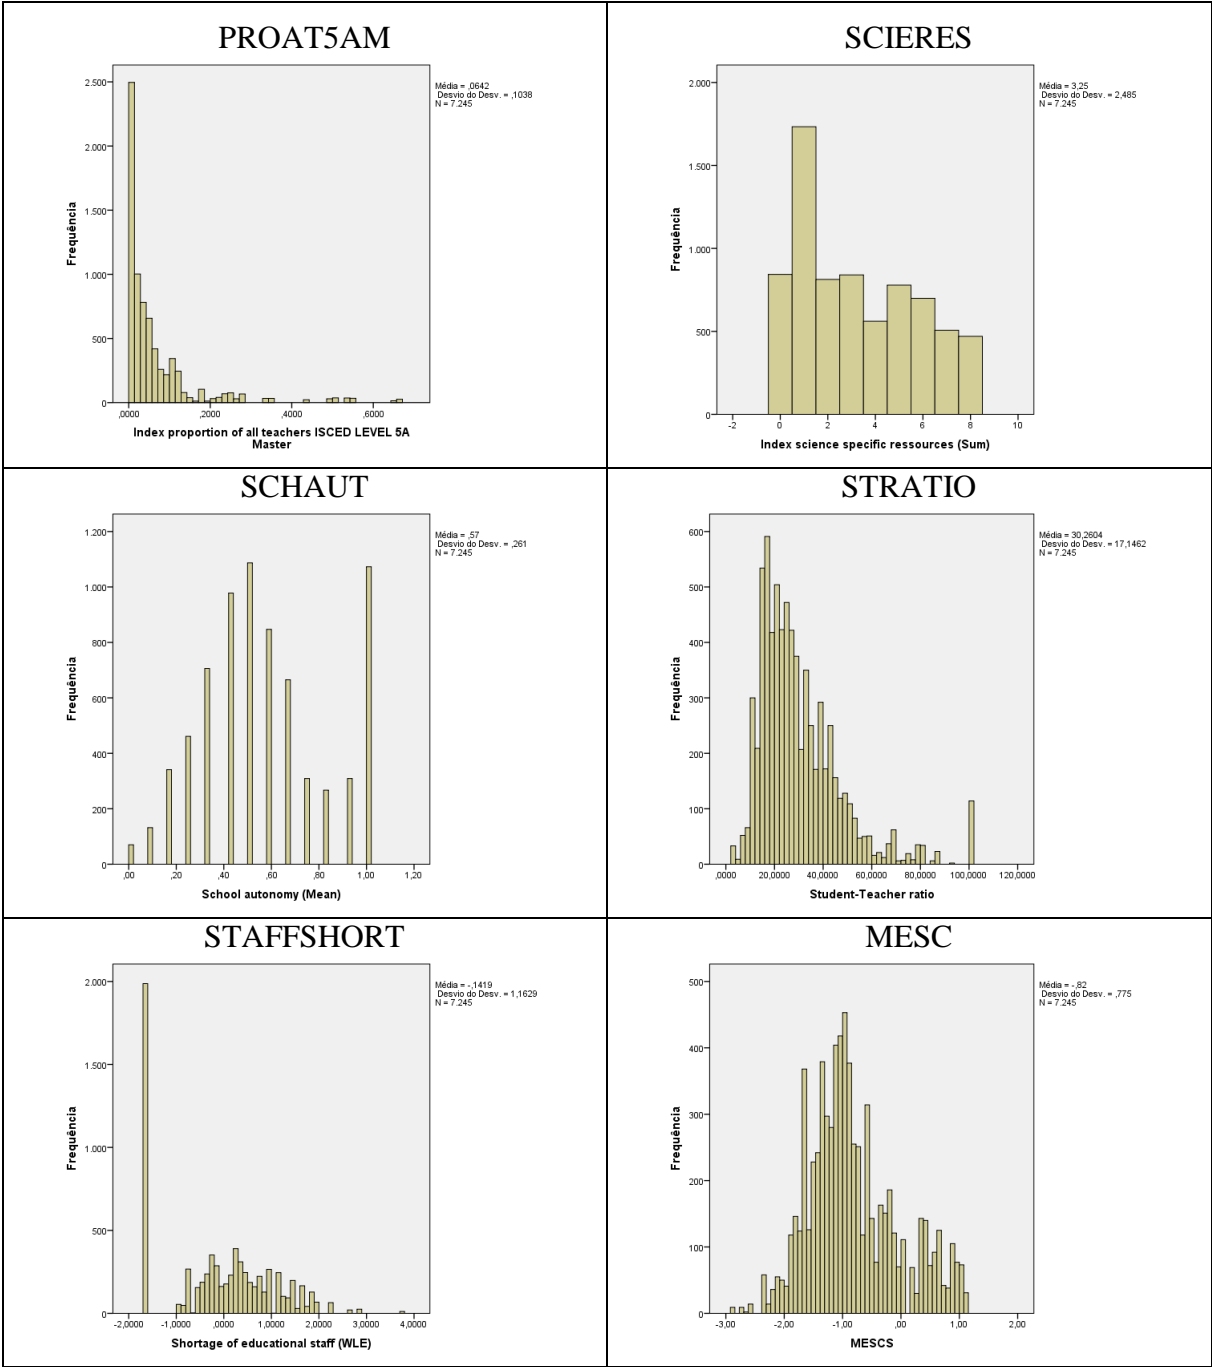 PROAT5AM
Média = ,0642
Desvio do Desv. = ,1038
N = 7.245
2.500
2.000
1.500
1.000
500
0
Frequência
,0000 ,2000 ,4000 ,6000
Index proportion of all teachers ISCED LEVEL 5A
Master
SCIERES
Média = 3,25
Desvio do Desv. = 2,485
N = 7.245
2.000
1.500
1.000
500
0
Frequência
-2 0 2 4 6 8 10
Index science specific ressources (Sum)
SCHAUT
Média = ,57
Desvio do Desv. = ,261
N = 7.245
1.200
1.000
800
600
400
200
0
Frequência
,00 ,20 ,40 ,60 ,80 1,00 1,20
School autonomy (Mean)
STRATIO
Média = 30,2604
Desvio do Desv. = 17,1462
N = 7.245
600
500
400
300
200
100
0
Frequência
,0000 20,0000 40,0000 60,0000 80,0000 100,0000 120,0000
Student-Teacher ratio
STAFFSHORT
Média = -,1419
Desvio do Desv. = 1,1629
N = 7.245
2.000
1.500
1.000
500
0
Frequência
-2,0000 -1,0000 ,0000 1,0000 2,0000 3,0000 4,0000
Shortage of educational staff (WLE)
MESC
Média = -,82
Desvio do Desv. = ,775
N = 7.245
500
400
300
200
100
0
Frequência
-3,00 -2,00 -1,00 ,00 1,00 2,00
MESCS